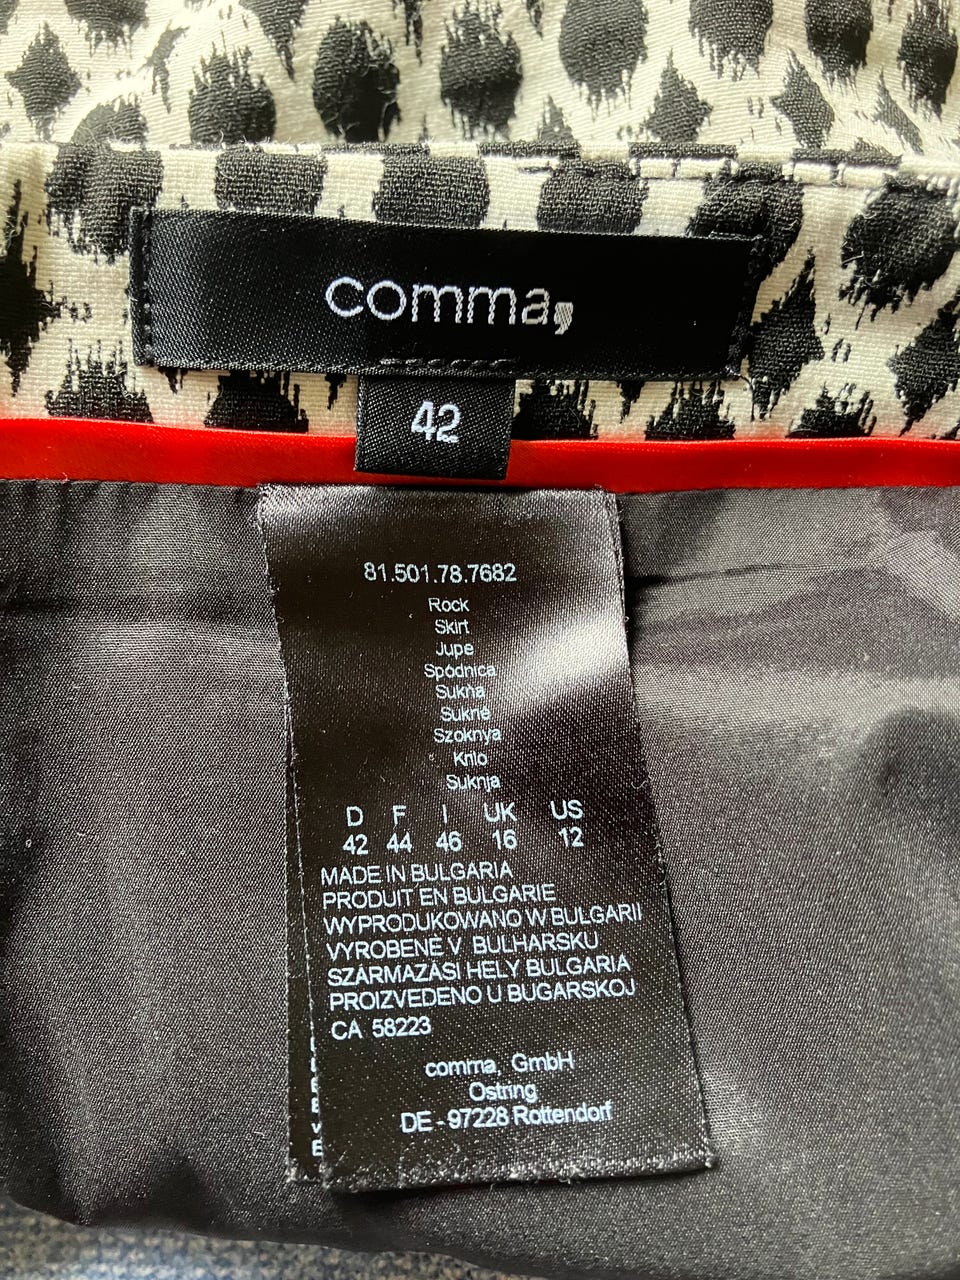 comma,
42
81.501.78.7682
Rock
Skirt
Jupe
Spódnica
Sukňa
Sukně
Szoknya
Krilo
Suknja
D F I UK US
42 44 46 16 12
MADE IN BULGARIA
PRODUIT EN BULGARIE
WYPRODUKOWANO W BULGARII
VYROBENE V BULHARSKU
SZÁRMAZÁSI HELY BULGARIA
PROIZVEDENO U BUGARSKOJ
CA 58223
comma, GmbH
Ostring
DE - 97228 Rottendorf